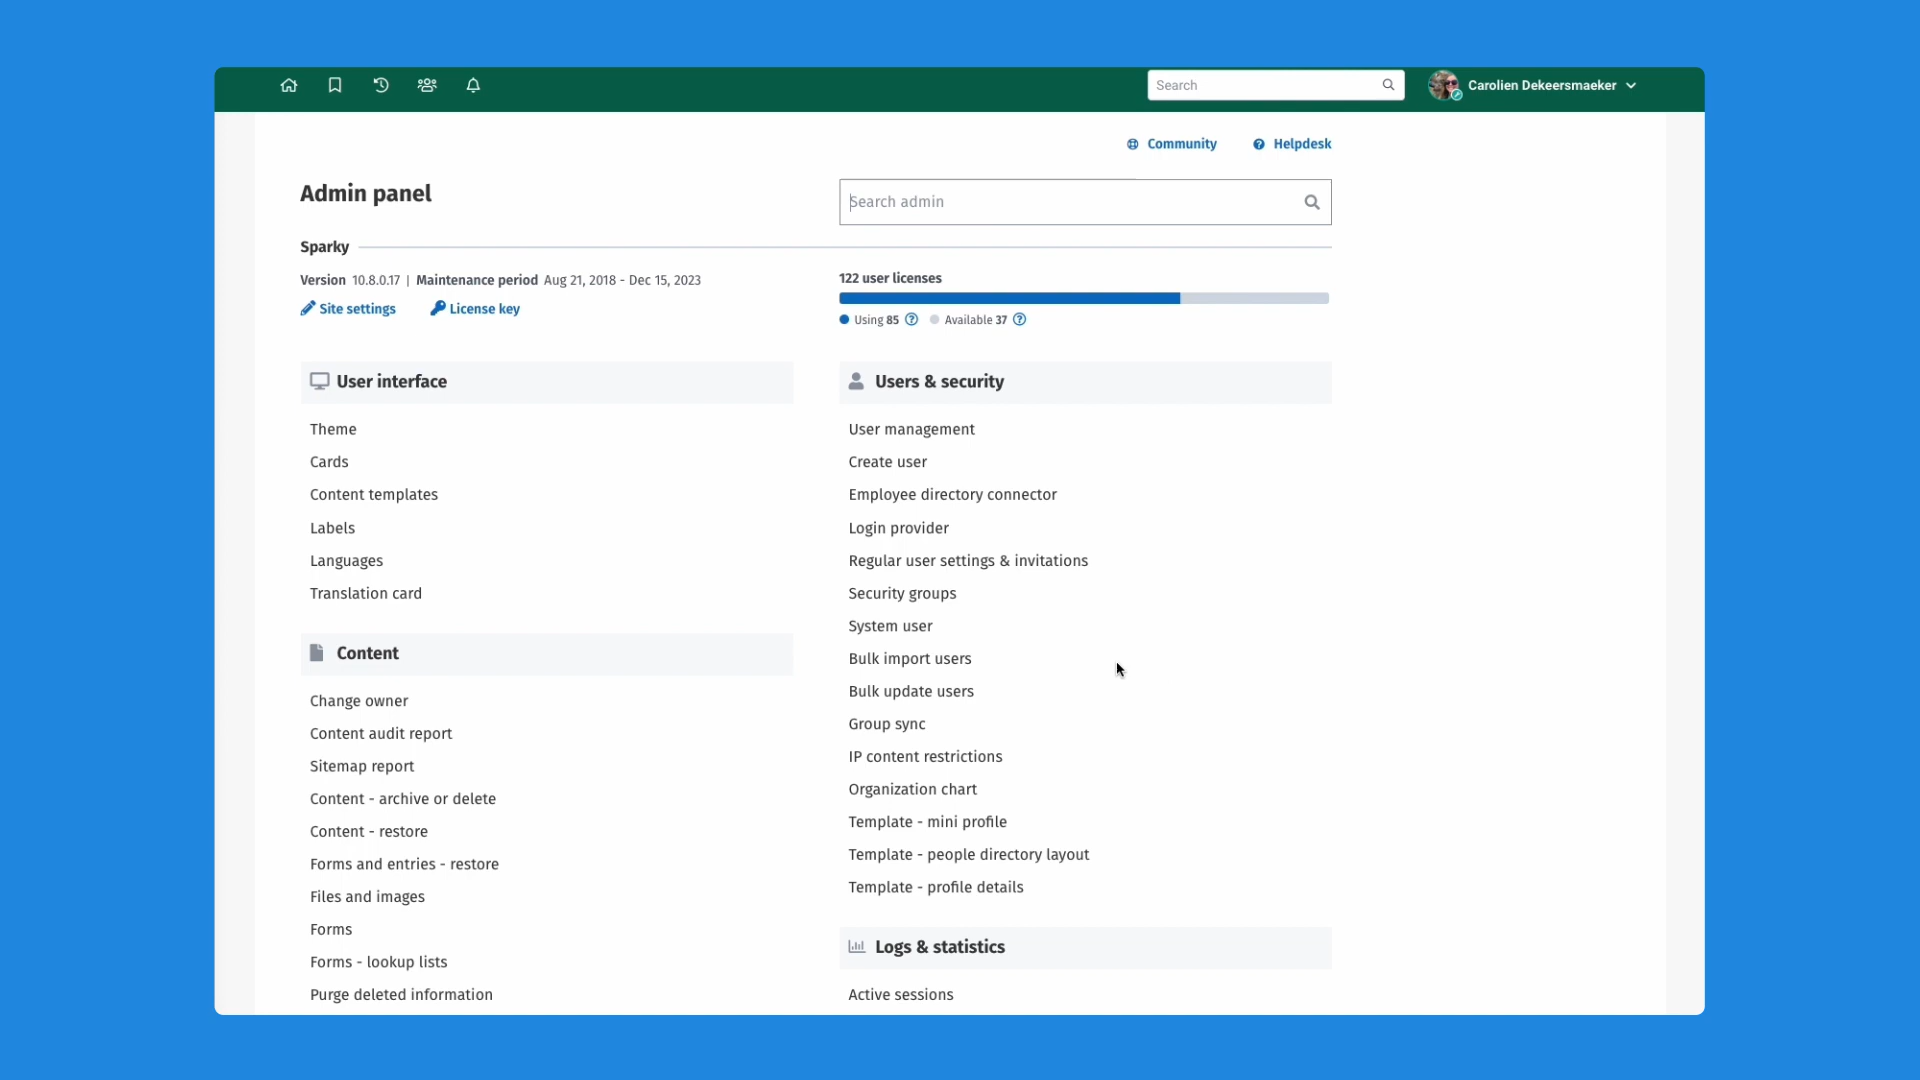 Search
Carolien Dekeersmaeker
Community
Helpdesk
Admin panel
Search admin
Sparky
Version 10.8.0.17 | Maintenance period Aug 21, 2018 - Dec 15, 2023
Site settings
License key
122 user licenses
Using 85
Available 37
User interface
Theme
Cards
Content templates
Labels
Languages
Translation card
Content
Change owner
Content audit report
Sitemap report
Content - archive or delete
Content - restore
Forms and entries - restore
Files and images
Forms
Forms - lookup lists
Purge deleted information
Users & security
User management
Create user
Employee directory connector
Login provider
Regular user settings & invitations
Security groups
System user
Bulk import users
Bulk update users
Group sync
IP content restrictions
Organization chart
Template - mini profile
Template - people directory layout
Template - profile details
Logs & statistics
Active sessions